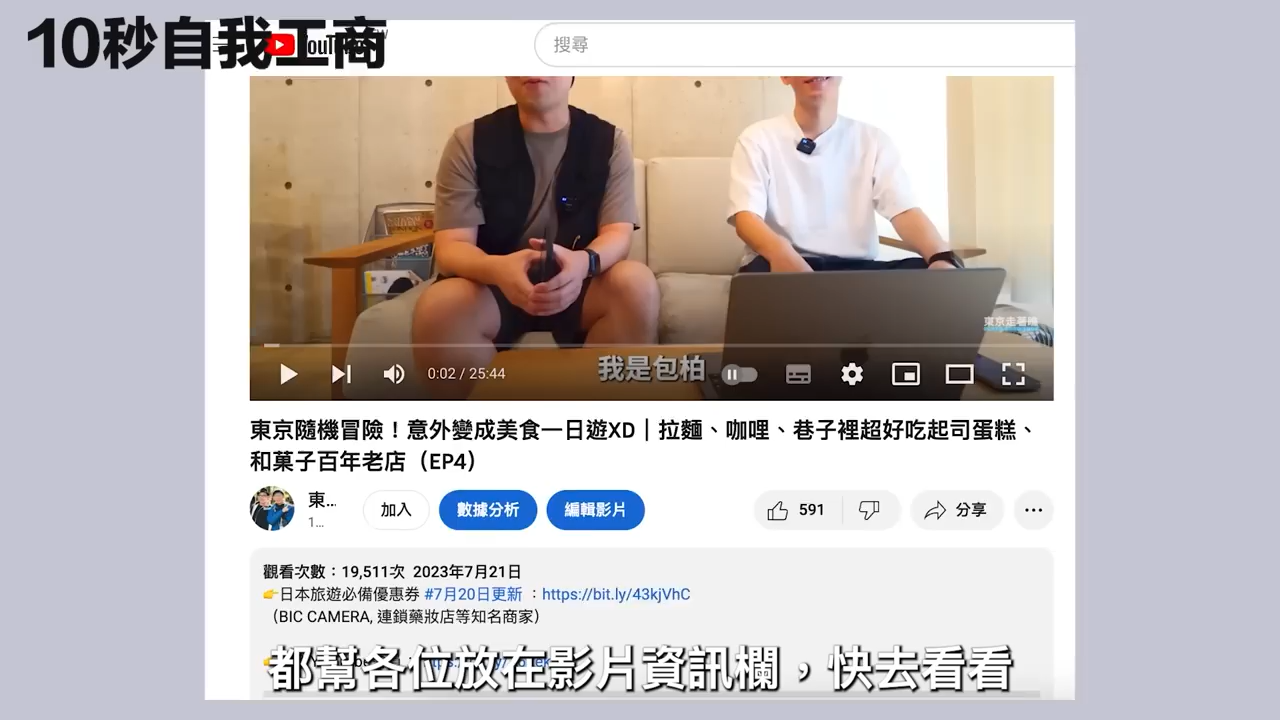 10秒自我工商
搜尋
東京走著瞧
我是包柏
0:02 / 25:44
東京隨機冒險！意外變成美食一日遊XD｜拉麵、咖哩、巷子裡超好吃起司蛋糕、
和菓子百年老店（EP4）
東...
1...
加入
數據分析
編輯影片
591
分享
觀看次數：19,511次 2023年7月21日
👉日本旅遊必備優惠券 #7月20日更新 ：https://bit.ly/43kjVhC
（BIC CAMERA, 連鎖藥妝店等知名商家）
都幫各位放在影片資訊欄，快去看看